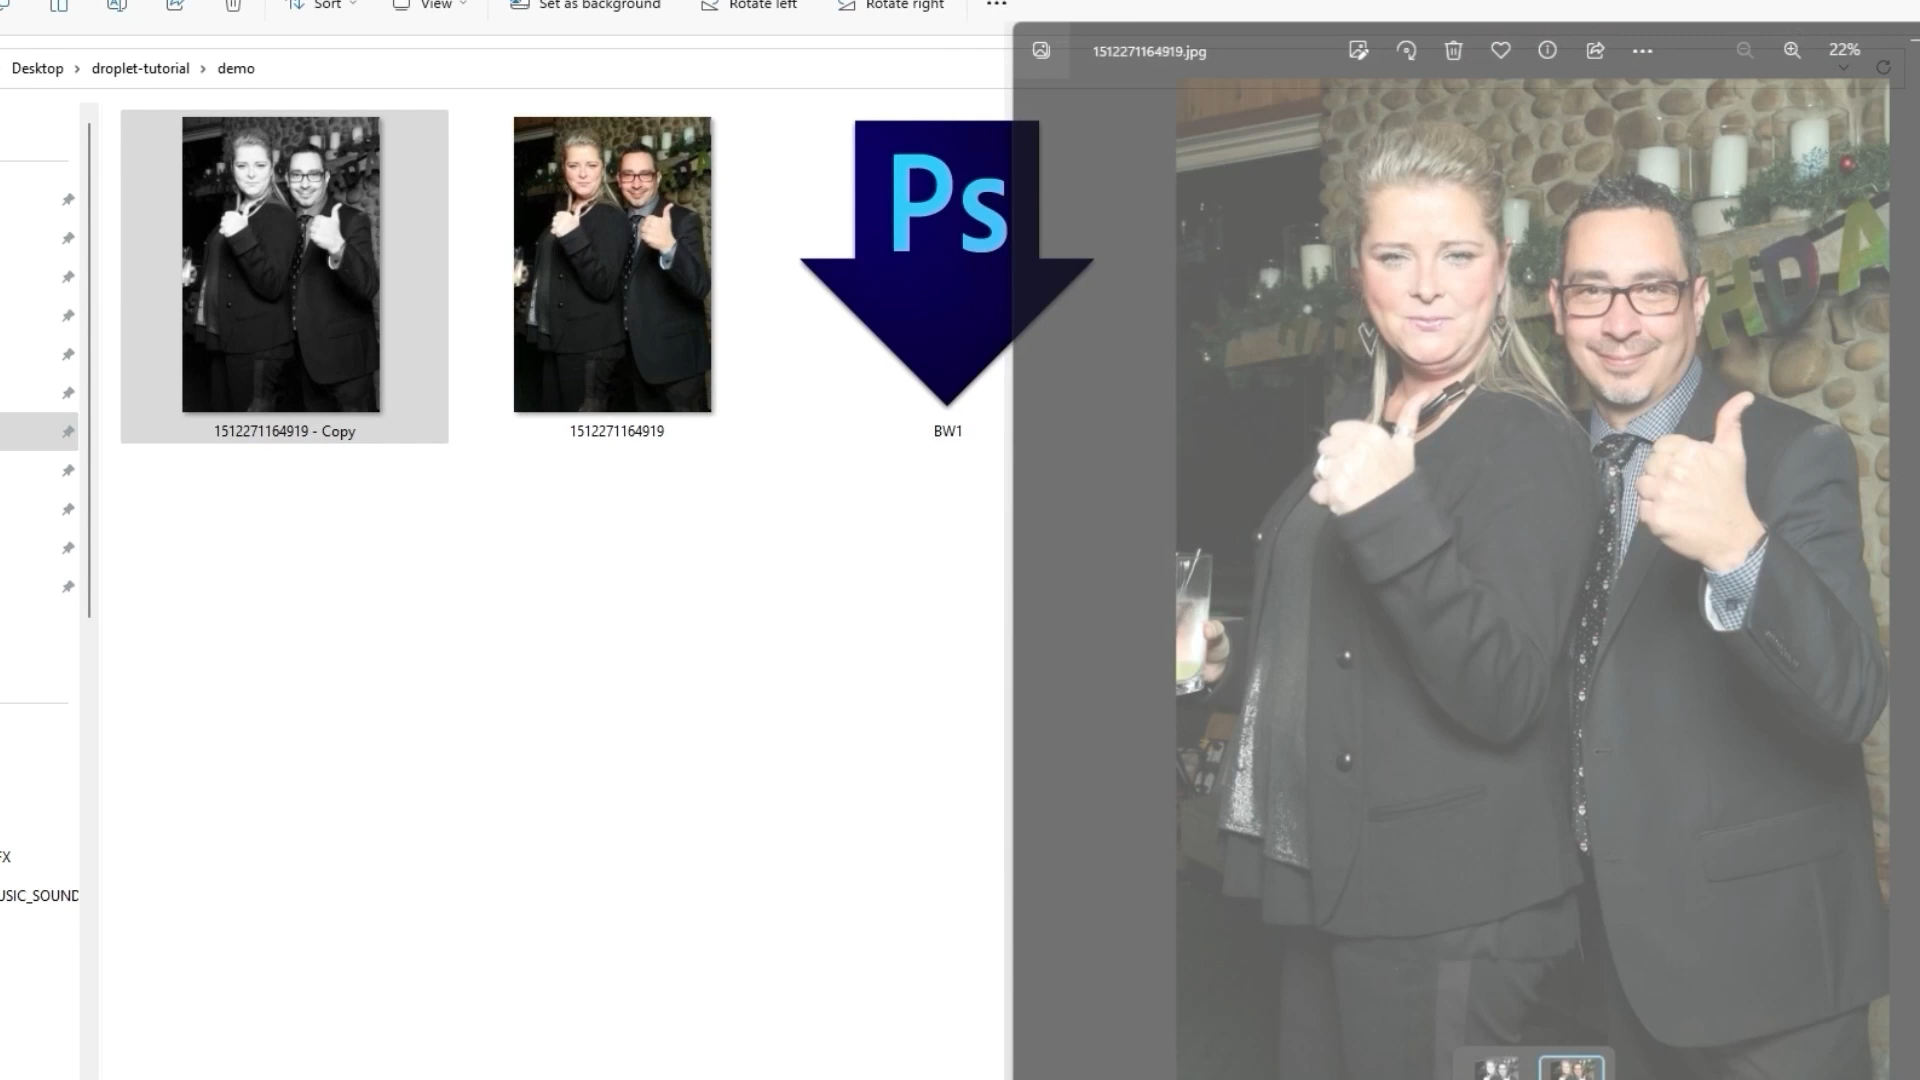 Sort
View
Set as background
Rotate left
Rotate right
Desktop > droplet-tutorial > demo
1512271164919.jpg
22%
Ps
HDA
1512271164919 - Copy
1512271164919
BW1
FX
USIC_SOUND